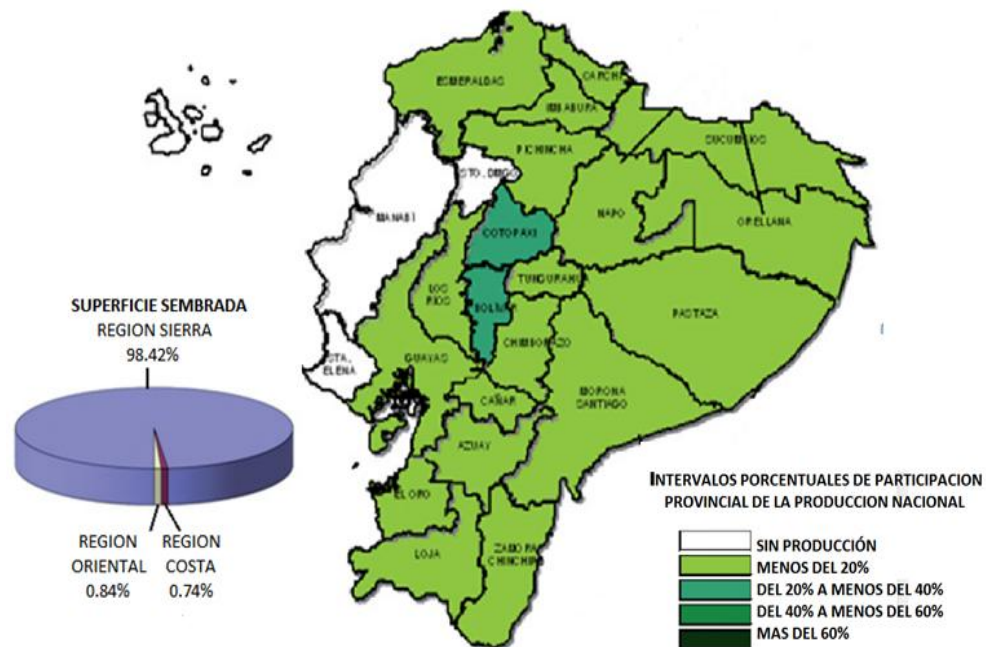 ESMERALDAS
CARCHI
IMBABURA
SUCUMBIOS
PICHINCHA
STO. DMGO
MANABÍ
NAPO
ORELLANA
COTOPAXI
TUNGURAHUA
LOS
RÍOS
BOLIVAR
PASTAZA
SUPERFICIE SEMBRADA
REGION SIERRA
98.42%
STA.
ELENA
GUAYAS
CHIMBORAZO
MORONA
SANTIAGO
CAÑAR
AZUAY
EL ORO
LOJA
ZAMORA
CHINCHIPE
REGION
ORIENTAL
0.84%
REGION
COSTA
0.74%
INTERVALOS PORCENTUALES DE PARTICIPACION
PROVINCIAL DE LA PRODUCCION NACIONAL
SIN PRODUCCIÓN
MENOS DEL 20%
DEL 20% A MENOS DEL 40%
DEL 40% A MENOS DEL 60%
MAS DEL 60%